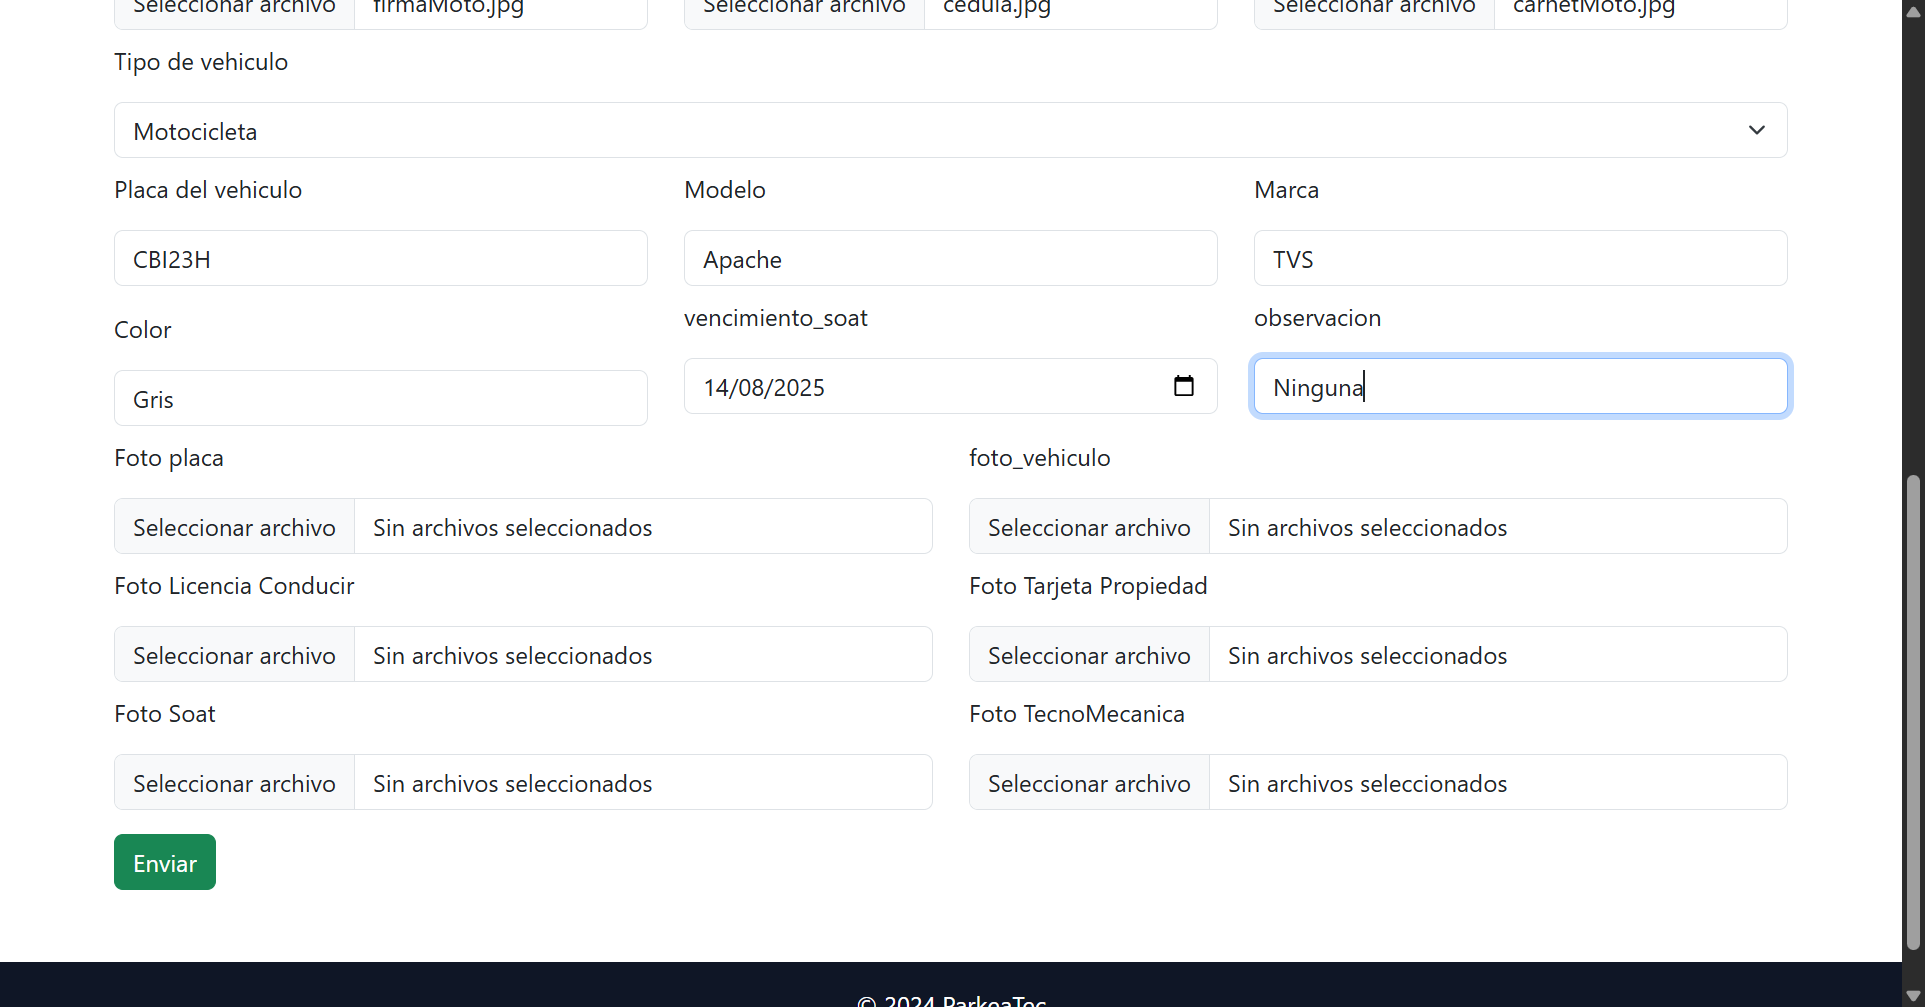 Seleccionar archivo firmaMoto.jpg Seleccionar archivo cedula.jpg Seleccionar archivo carnetMoto.jpg
Tipo de vehiculo
Motocicleta
Placa del vehiculo Modelo Marca
CBI23H Apache TVS
Color vencimiento_soat observacion
Gris 14/08/2025 Ninguna
Foto placa foto_vehiculo
Seleccionar archivo Sin archivos seleccionados Seleccionar archivo Sin archivos seleccionados
Foto Licencia Conducir Foto Tarjeta Propiedad
Seleccionar archivo Sin archivos seleccionados Seleccionar archivo Sin archivos seleccionados
Foto Soat Foto TecnoMecanica
Seleccionar archivo Sin archivos seleccionados Seleccionar archivo Sin archivos seleccionados
Enviar
© 2024 ParkeaTec